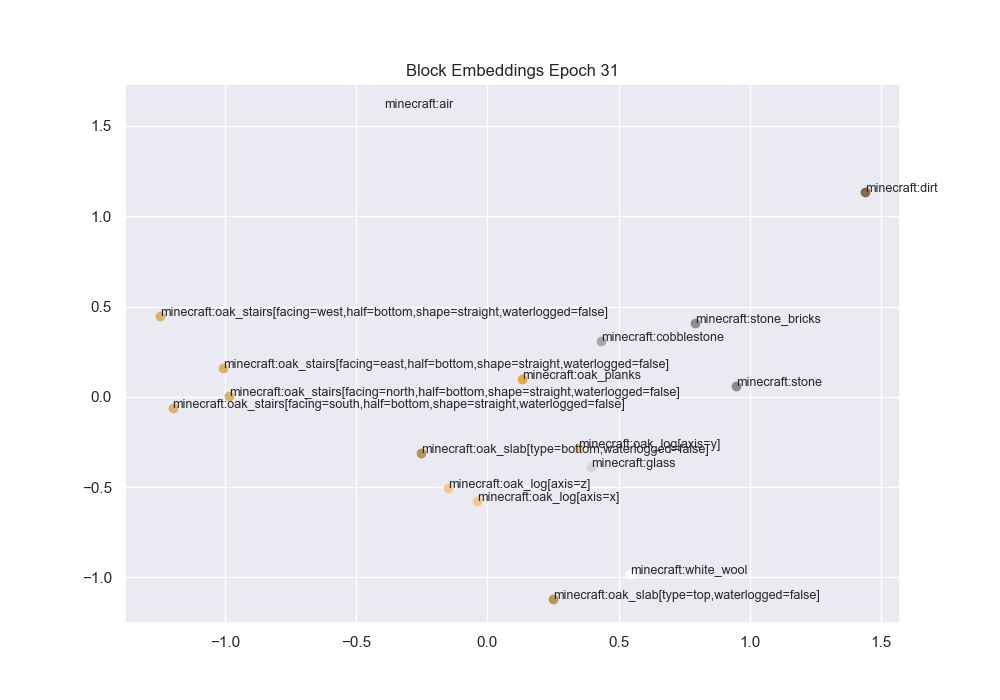 Block Embeddings Epoch 31
minecraft:air
1.5
minecraft:dirt
1.0
0.5
minecraft:oak_stairs[facing=west,half=bottom,shape=straight,waterlogged=false]
minecraft:stone_bricks
minecraft:cobblestone
minecraft:oak_stairs[facing=east,half=bottom,shape=straight,waterlogged=false]
minecraft:oak_planks
minecraft:stone
minecraft:oak_stairs[facing=north,half=bottom,shape=straight,waterlogged=false]
0.0
minecraft:oak_stairs[facing=south,half=bottom,shape=straight,waterlogged=false]
minecraft:oak_log[axis=y]
minecraft:oak_slab[type=bottom,waterlogged=false]
minecraft:glass
minecraft:oak_log[axis=z]
−0.5
minecraft:oak_log[axis=x]
minecraft:white_wool
−1.0
minecraft:oak_slab[type=top,waterlogged=false]
−1.0 −0.5 0.0 0.5 1.0 1.5